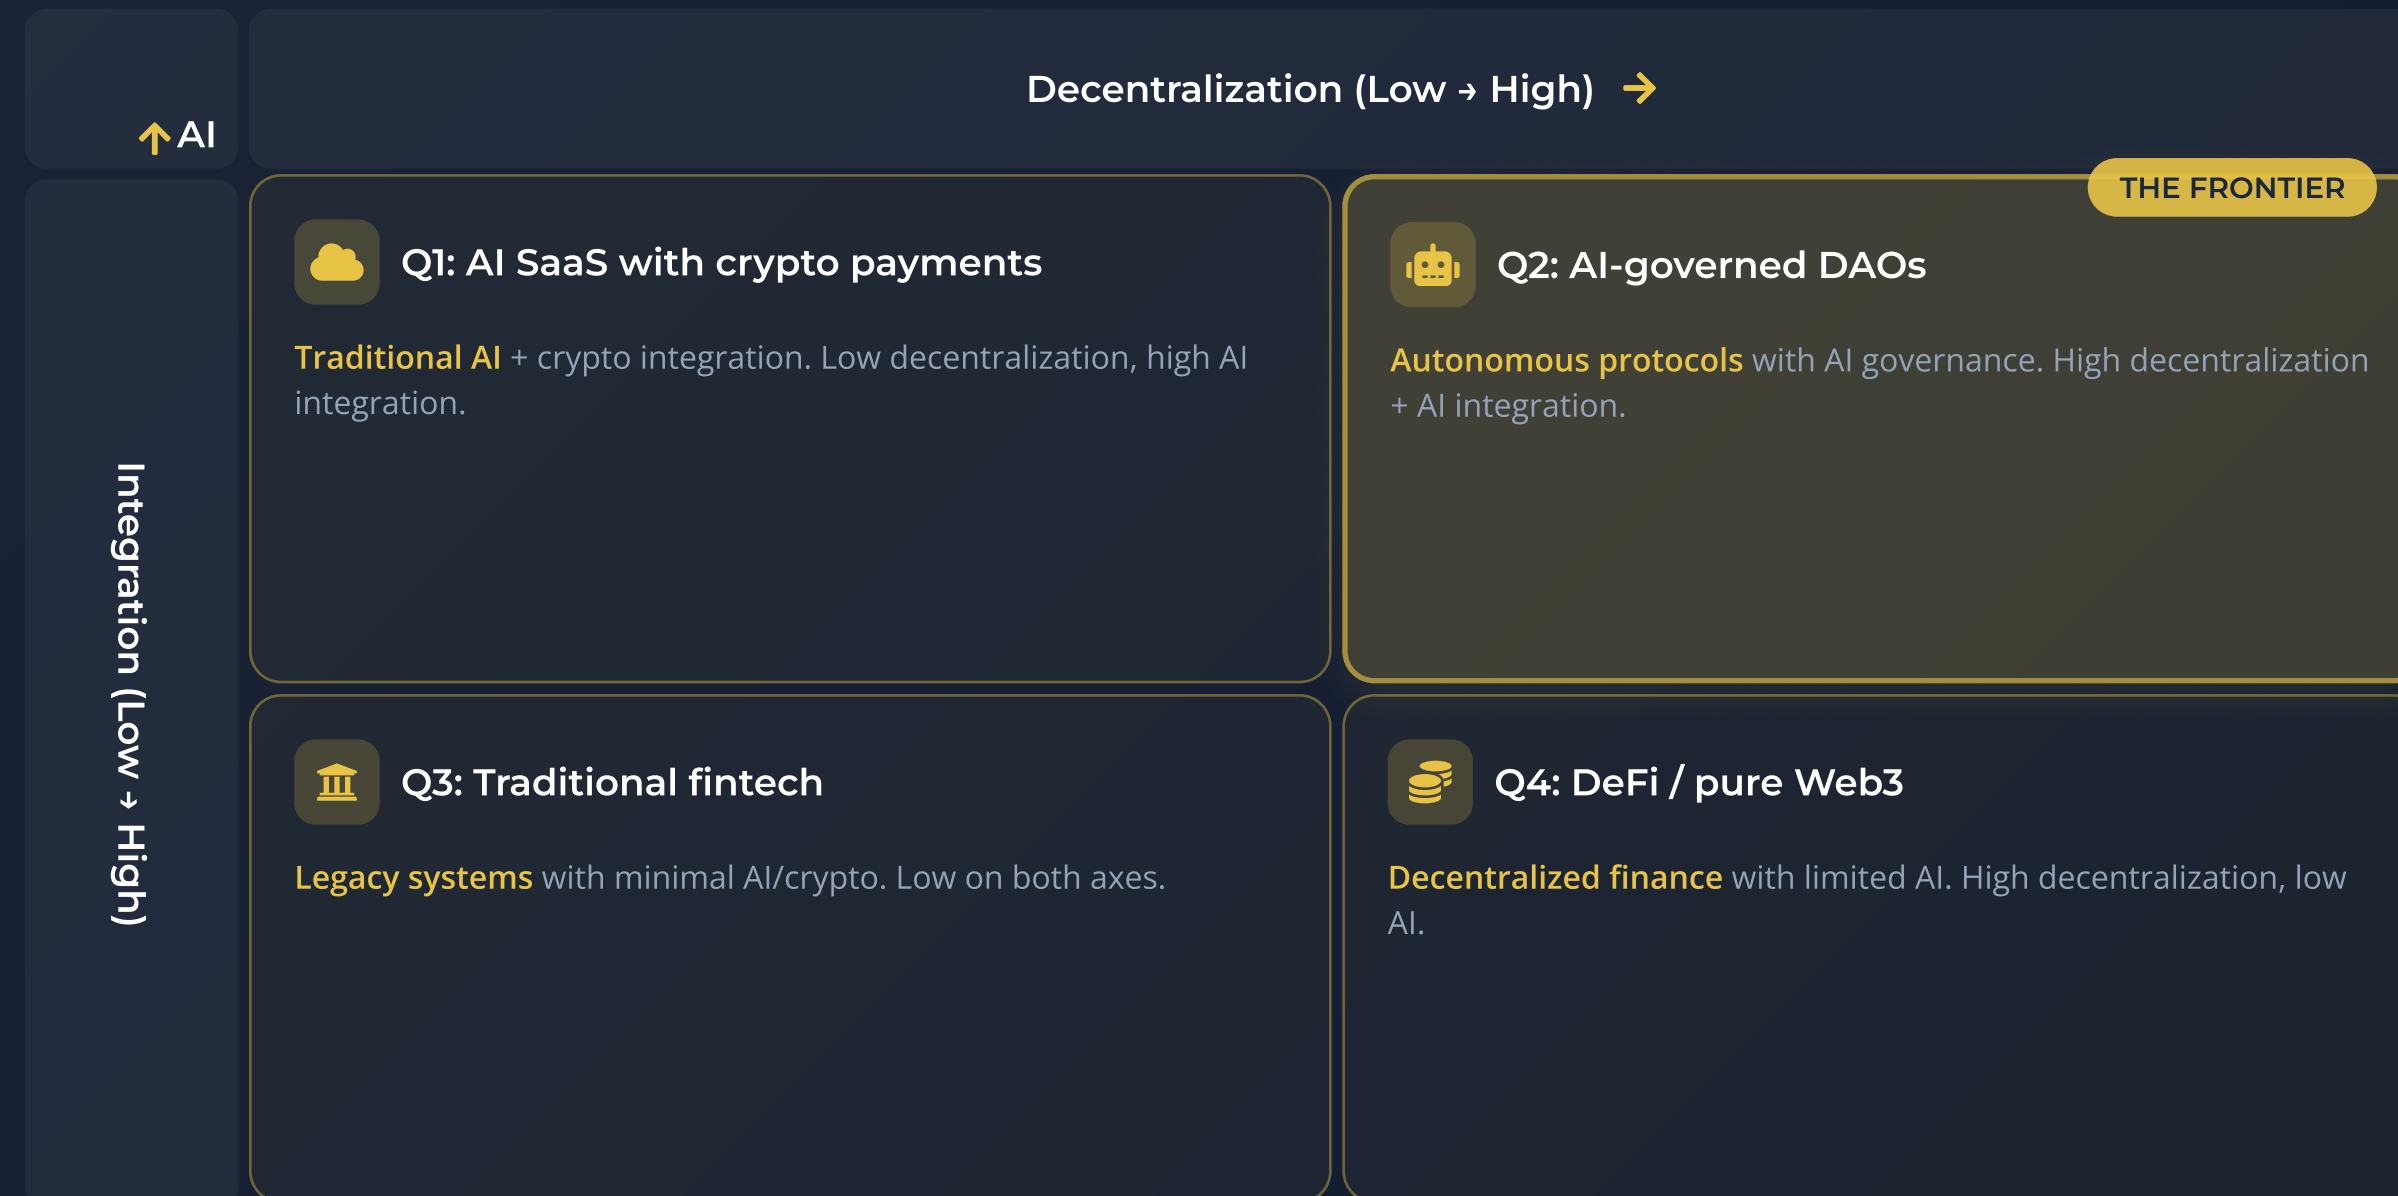 AI
Decentralization (Low → High)
THE FRONTIER
Integration (Low → High)
Q1: AI SaaS with crypto payments
Traditional AI + crypto integration. Low decentralization, high AI
integration.
Q2: AI-governed DAOs
Autonomous protocols with AI governance. High decentralization
+ AI integration.
Q3: Traditional fintech
Legacy systems with minimal AI/crypto. Low on both axes.
Q4: DeFi / pure Web3
Decentralized finance with limited AI. High decentralization, low
AI.